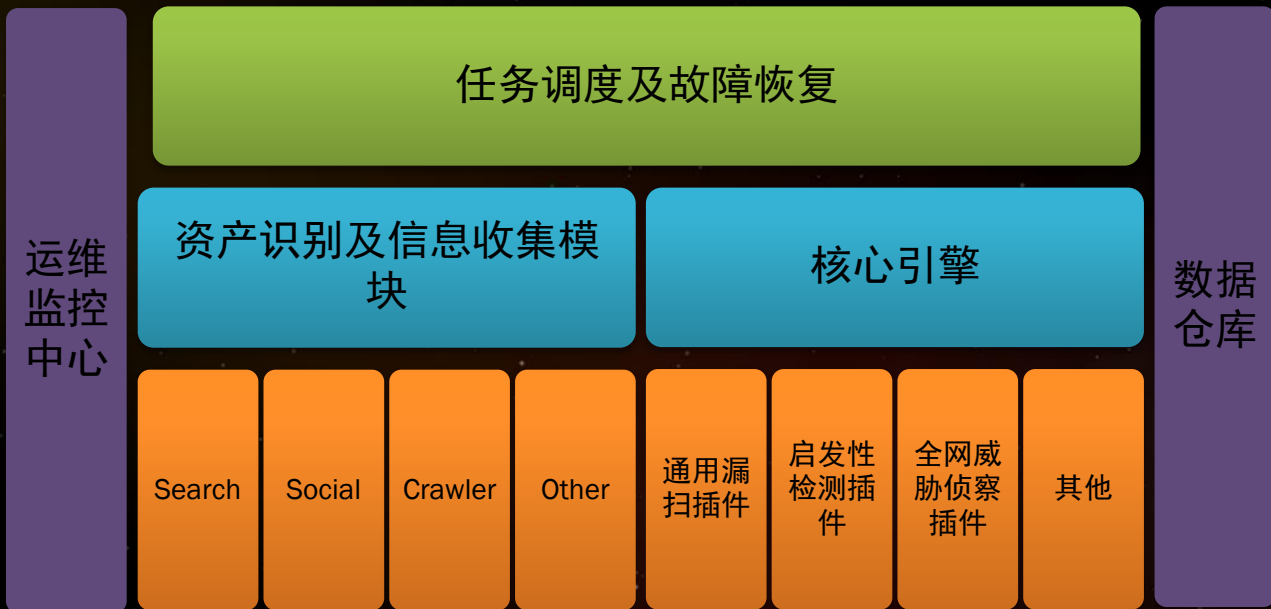 任务调度及故障恢复
运维
监控
中心
资产识别及信息收集模
块
核心引擎
数据
仓库
Search
Social
Crawler
Other
通用漏
扫插件
启发性
检测插
件
全网威
胁侦察
插件
其他